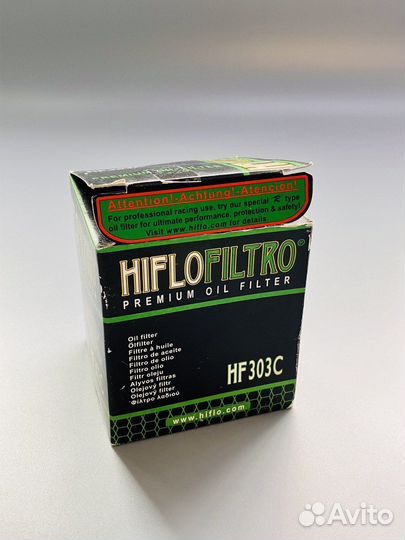 Attention!-Achtung!-Atencion!
For professional racing use, try our special R type
oil filter for ultimate performance, protection & safety!
Visit www.hiflo.com for details.
HIFLOFILTRO®
PREMIUM OIL FILTER
Oil filter
Ölfilter
Filtre à huile
Filtro de aceite
Filtro de olio
Filtro olio
Filtr oleju
Alyvos filtras
Olejový filtr
Olejový filter
Φίλτρο λαδιού
HF303C
www.hiflo.com
Avito